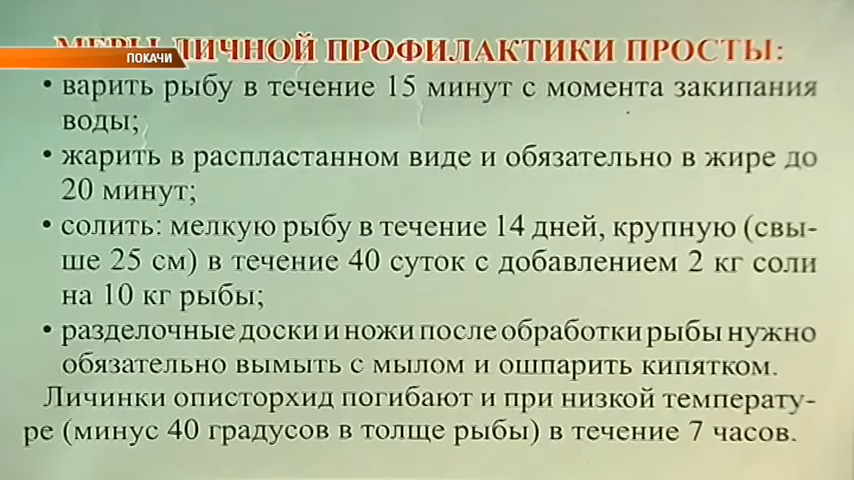 МЕРЫ ЛИЧНОЙ ПРОФИЛАКТИКИ ПРОСТЫ:
ПОКАЧИ
• варить рыбу в течение 15 минут с момента закипания
воды;
• жарить в распластанном виде и обязательно в жире до
20 минут;
• солить: мелкую рыбу в течение 14 дней, крупную (свы-
ше 25 см) в течение 40 суток с добавлением 2 кг соли
на 10 кг рыбы;
• разделочные доски и ножи после обработки рыбы нужно
обязательно вымыть с мылом и ошпарить кипятком.
Личинки описторхид погибают и при низкой температу-
ре (минус 40 градусов в толще рыбы) в течение 7 часов.